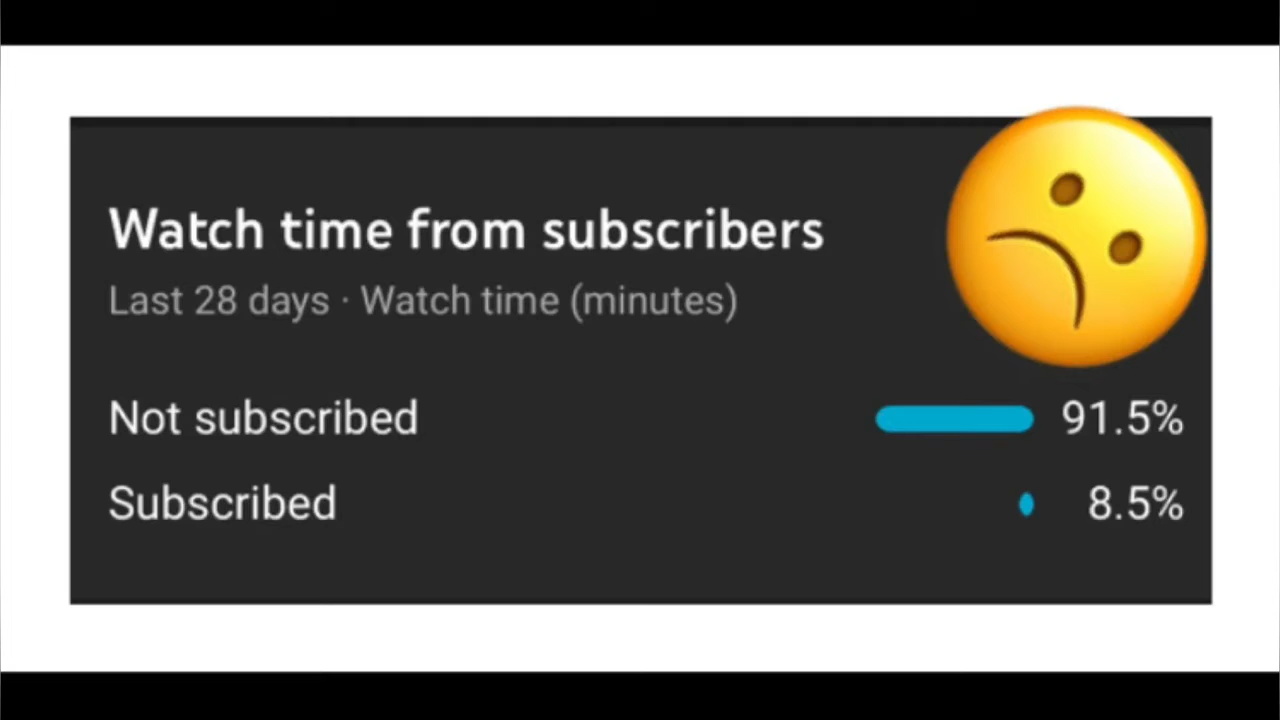 Watch time from subscribers
Last 28 days · Watch time (minutes)
Not subscribed 91.5%
Subscribed 8.5%